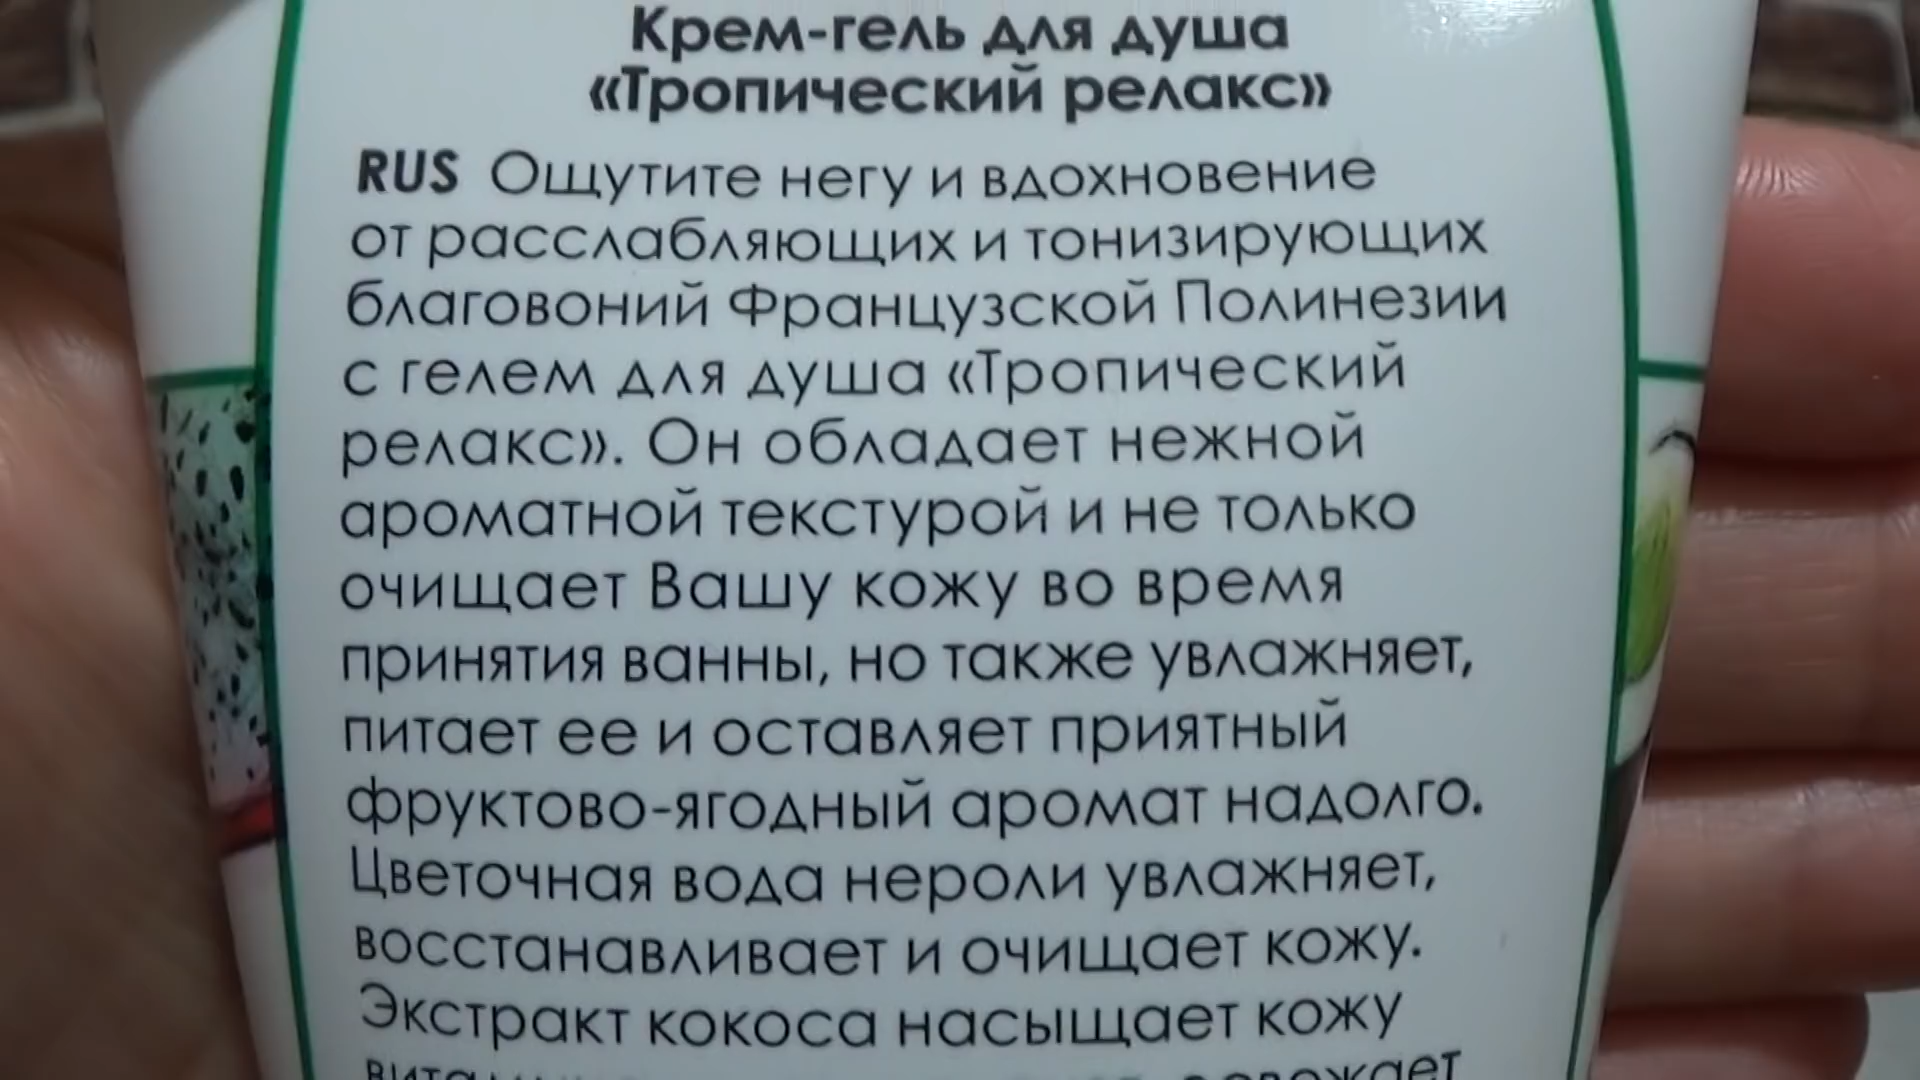 Крем-гель для душа
«Тропический релакс»
RUS Ощутите негу и вдохновение
от расслабляющих и тонизирующих
благовоний Французской Полинезии
с гелем для душа «Тропический
релакс». Он обладает нежной
ароматной текстурой и не только
очищает Вашу кожу во время
принятия ванны, но также увлажняет,
питает ее и оставляет приятный
фруктово-ягодный аромат надолго.
Цветочная вода нероли увлажняет,
восстанавливает и очищает кожу.
Экстракт кокоса насыщает кожу